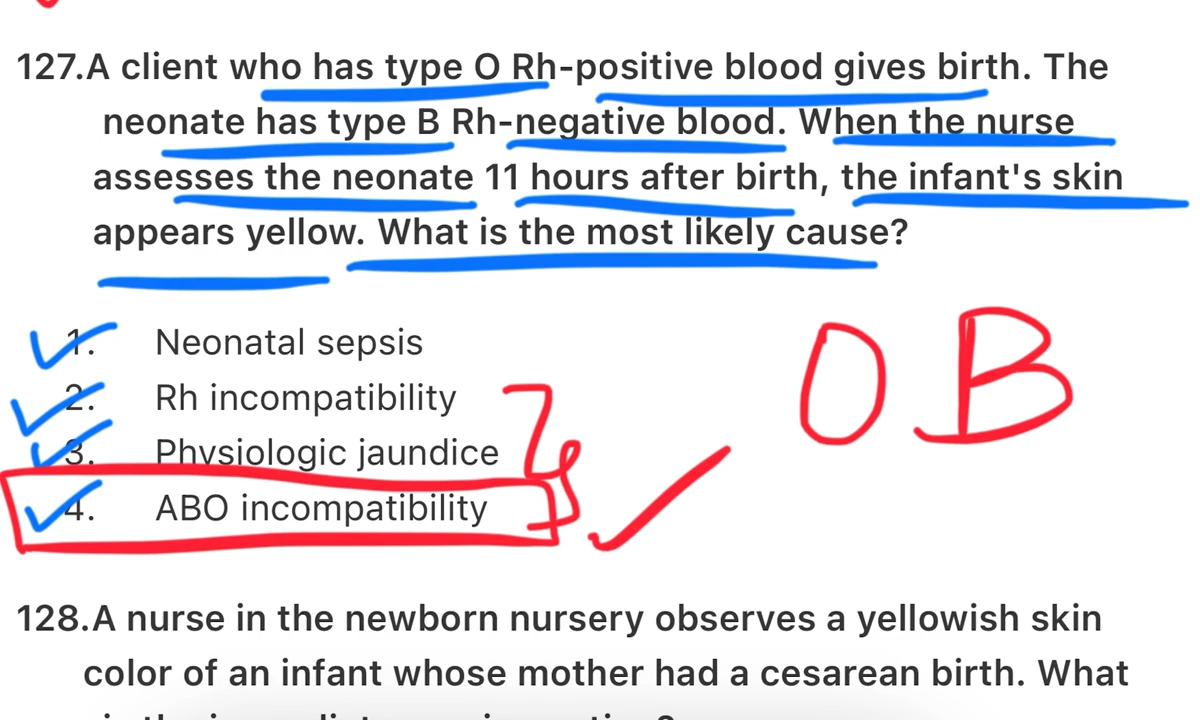 127.A client who has type O Rh-positive blood gives birth. The
neonate has type B Rh-negative blood. When the nurse
assesses the neonate 11 hours after birth, the infant's skin
appears yellow. What is the most likely cause?
1. Neonatal sepsis
2. Rh incompatibility
3. Physiologic jaundice
4. ABO incompatibility
O B
128.A nurse in the newborn nursery observes a yellowish skin
color of an infant whose mother had a cesarean birth. What